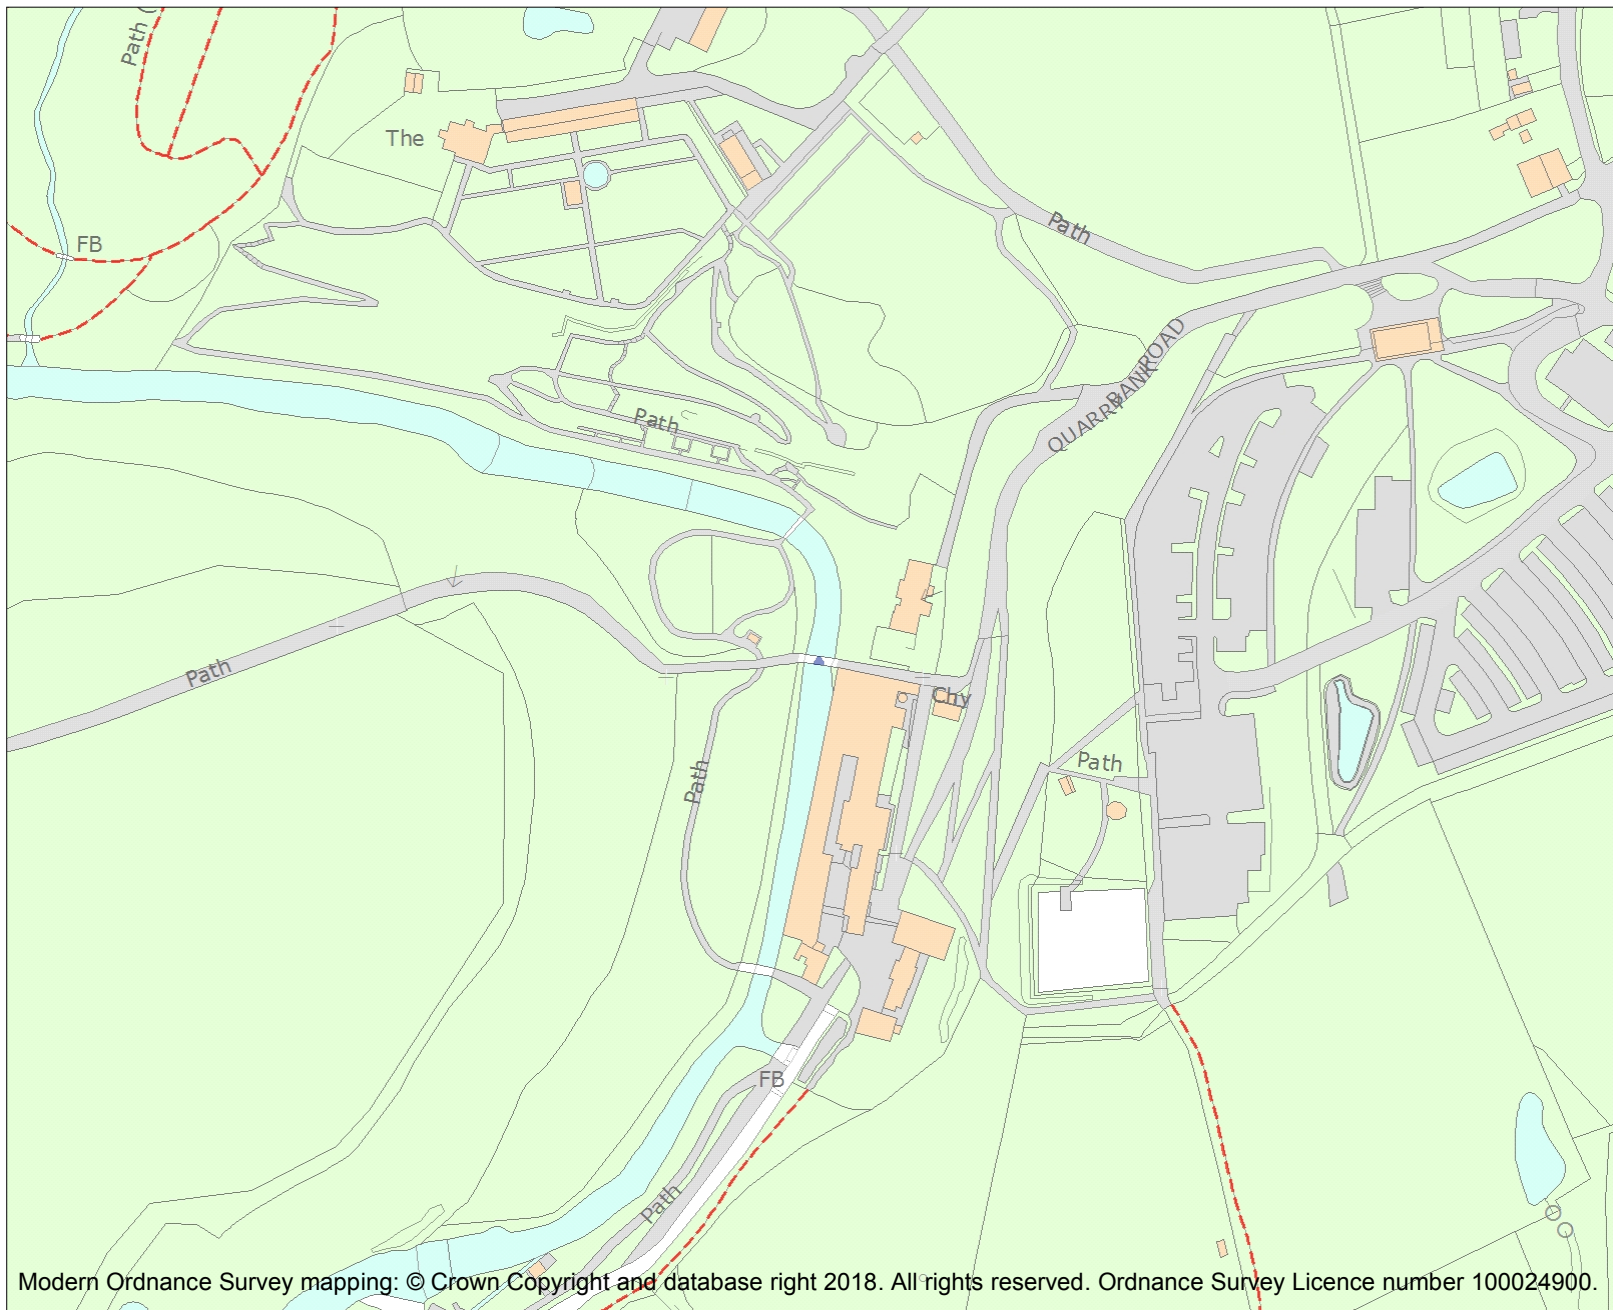 Path (
The
FB
Path
QUARRY BANK ROAD
Path
Path
Chy
Path
Path
FB
Path
Modern Ordnance Survey mapping: © Crown Copyright and database right 2018. All rights reserved. Ordnance Survey Licence number 100024900.